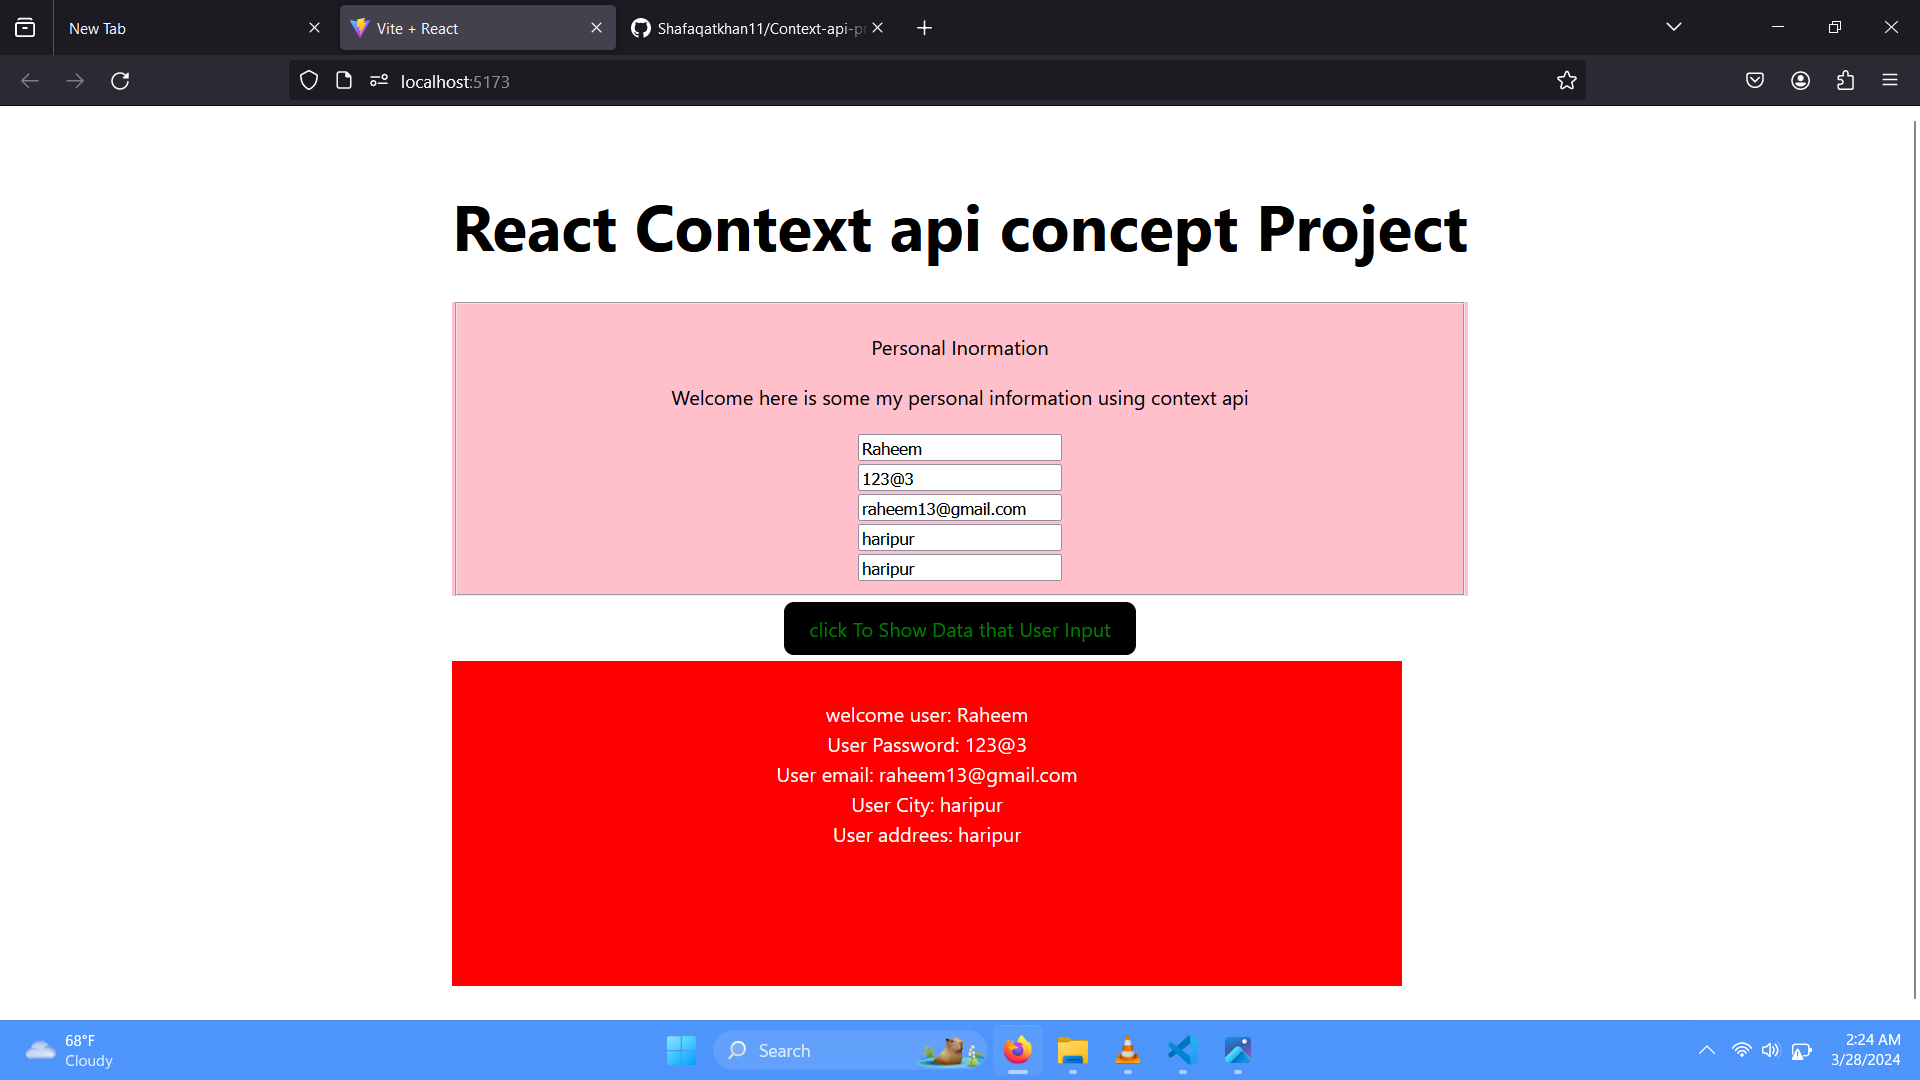 New Tab
Vite + React
Shafaqatkhan11/Context-api-pr
localhost:5173
React Context api concept Project
Personal Inormation
Welcome here is some my personal information using context api
Raheem
123@3
raheem13@gmail.com
haripur
haripur
click To Show Data that User Input
welcome user: Raheem
User Password: 123@3
User email: raheem13@gmail.com
User City: haripur
User addrees: haripur
68°F
Cloudy
Search
2:24 AM
3/28/2024